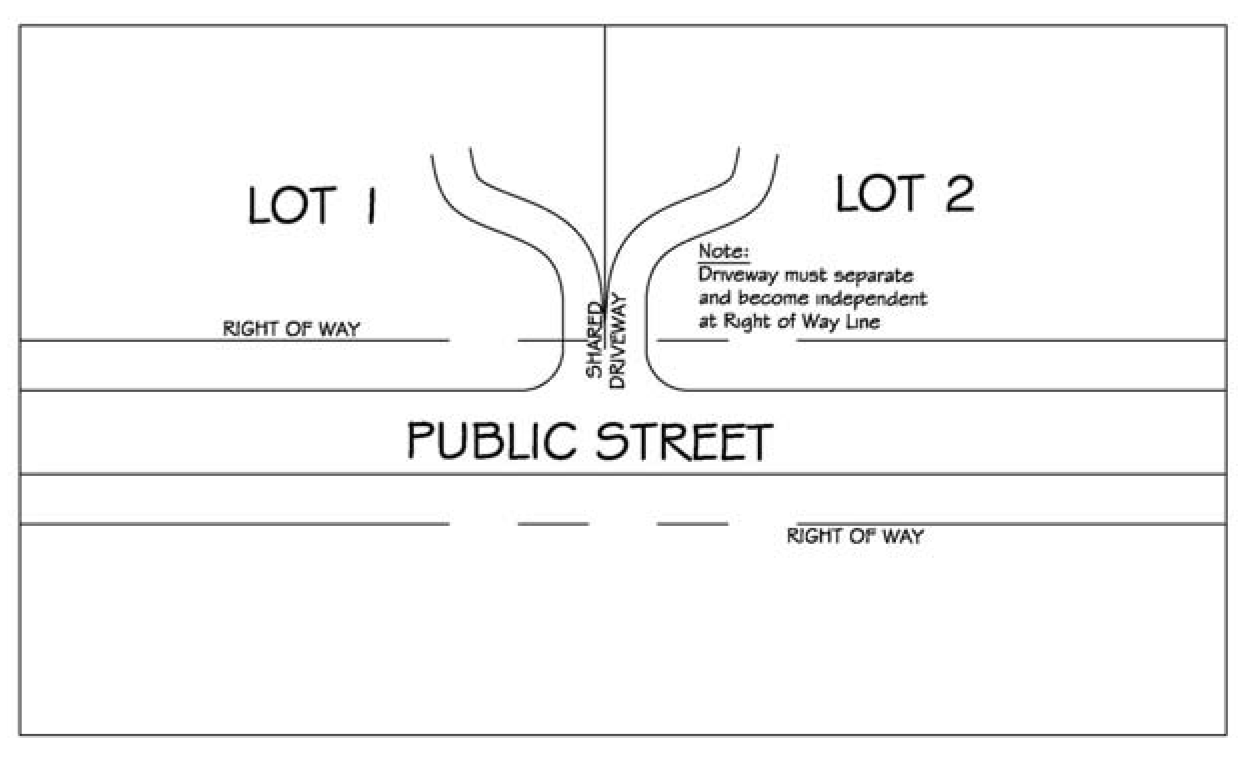 LOT 1
LOT 2
Note:
Driveway must separate
and become independent
at Right of Way Line
RIGHT OF WAY
SHARED
DRIVEWAY
PUBLIC STREET
RIGHT OF WAY